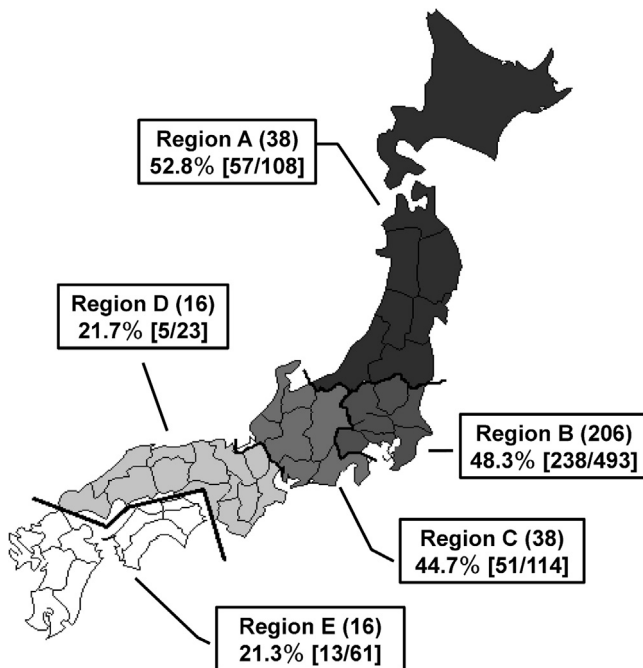 Region A (38)
52.8% [57/108]
Region D (16)
21.7% [5/23]
Region B (206)
48.3% [238/493]
Region C (38)
44.7% [51/114]
Region E (16)
21.3% [13/61]